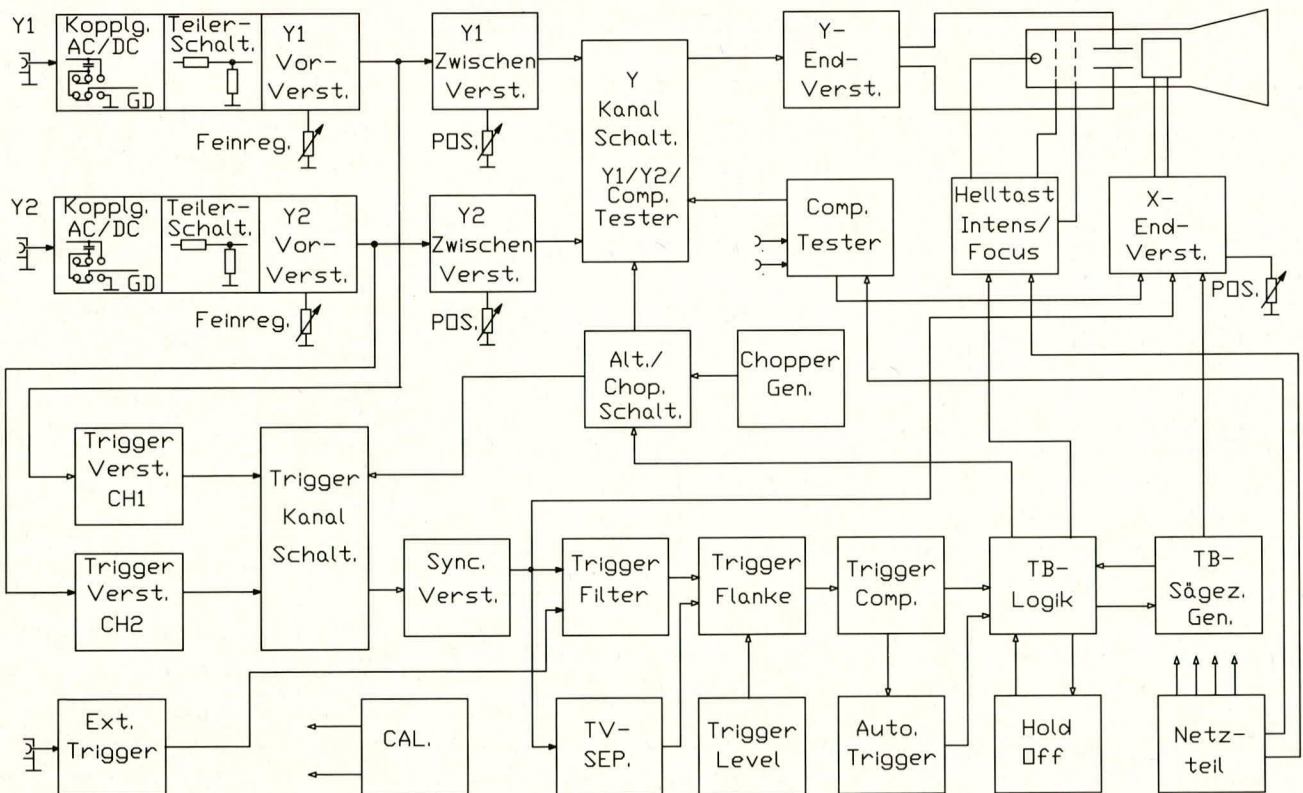 Y1
Kopplg.
AC/DC
GD
Teiler-
Schalt.
Y1
Vor-
Verst.
Feinreg.
Y1
Zwischen
Verst.
POS.
Y
Kanal
Schalt.
Y1/Y2/
Comp.
Tester
Y-
End-
Verst.
Y2
Kopplg.
AC/DC
GD
Teiler-
Schalt.
Y2
Vor-
Verst.
Feinreg.
Y2
Zwischen
Verst.
POS.
Comp.
Tester
Helltast
Intens/
Focus
X-
End-
Verst.
POS.
Alt./
Chop.
Schalt.
Chopper
Gen.
Trigger
Verst.
CH1
Trigger
Kanal
Schalt.
Trigger
Verst.
CH2
Sync.
Verst.
Trigger
Filter
Trigger
Flanke
Trigger
Comp.
TB-
Logik
TB-
Sägez.
Gen.
Ext.
Trigger
CAL.
TV-
SEP.
Trigger
Level
Auto.
Trigger
Hold
Off
Netz-
teil